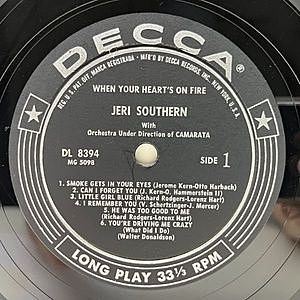 DECCA
REG. U. S. PAT. OFF. MARCA REGISTRADA - MF'D BY DECCA RECORDS INC., NEW YORK, U.S.A.
WHEN YOUR HEART'S ON FIRE
JERI SOUTHERN
With
Orchestra Under Direction of CAMARATA
DL 8394
MG 5098
SIDE 1
1. SMOKE GETS IN YOUR EYES (Jerome Kern-Otto Harbach)
2. CAN I FORGET YOU (J. Kern-O. Hammerstein II)
3. LITTLE GIRL BLUE (Richard Rodgers-Lorenz Hart)
4. I REMEMBER YOU (V. Schertzinger-J. Mercer)
5. HE WAS TOO GOOD TO ME
(Richard Rodgers-Lorenz Hart)
6. YOU'RE DRIVING ME CRAZY
(What Did I Do)
(Walter Donaldson)
LONG PLAY 33⅓ RPM